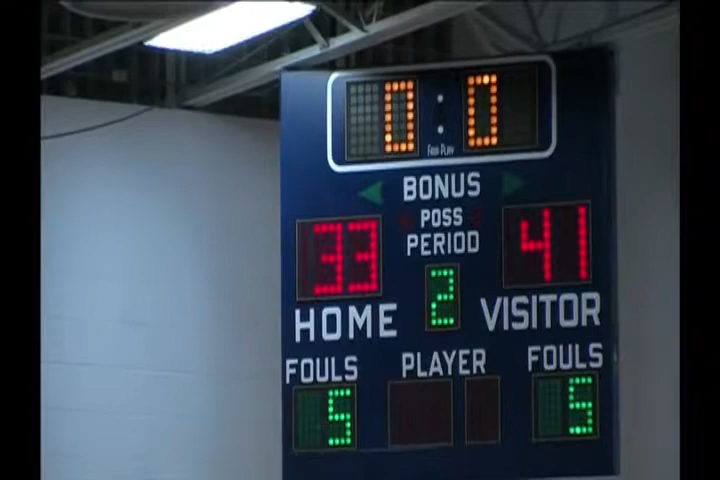 0:0
FAIR-PLAY
BONUS
33 POSS 41
PERIOD
2
HOME VISITOR
FOULS PLAYER FOULS
5 5